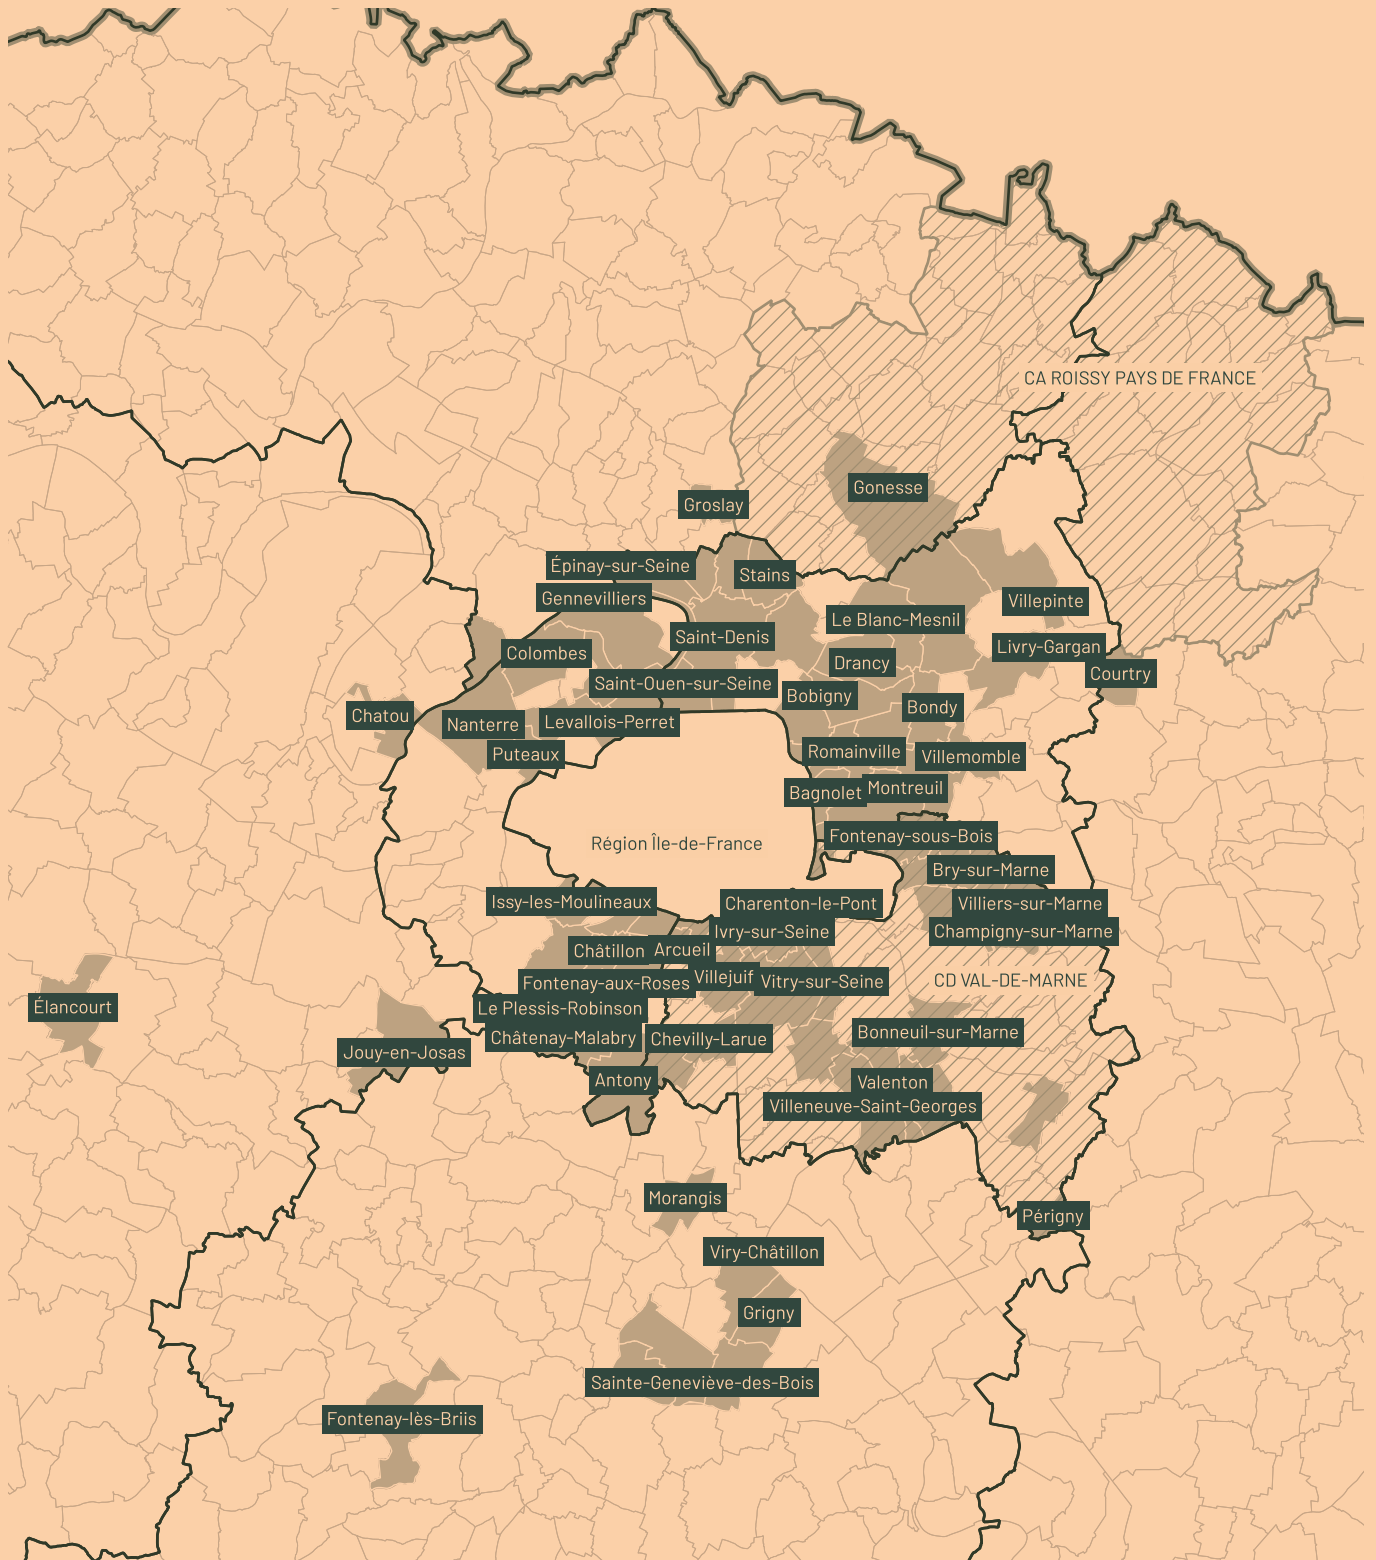 CA ROISSY PAYS DE FRANCE
Gonesse
Groslay
Épinay-sur-Seine
Stains
Gennevilliers
Villepinte
Le Blanc-Mesnil
Saint-Denis
Livry-Gargan
Colombes
Drancy
Courtry
Saint-Ouen-sur-Seine
Bobigny
Bondy
Chatou
Nanterre
Levallois-Perret
Puteaux
Romainville
Villemomble
Bagnolet
Montreuil
Fontenay-sous-Bois
Région Île-de-France
Bry-sur-Marne
Issy-les-Moulineaux
Charenton-le-Pont
Villiers-sur-Marne
Ivry-sur-Seine
Champigny-sur-Marne
Châtillon
Arcueil
Villejuif
Vitry-sur-Seine
CD VAL-DE-MARNE
Fontenay-aux-Roses
Élancourt
Le Plessis-Robinson
Bonneuil-sur-Marne
Châtenay-Malabry
Chevilly-Larue
Jouy-en-Josas
Antony
Valenton
Villeneuve-Saint-Georges
Morangis
Périgny
Viry-Châtillon
Grigny
Sainte-Geneviève-des-Bois
Fontenay-lès-Briis